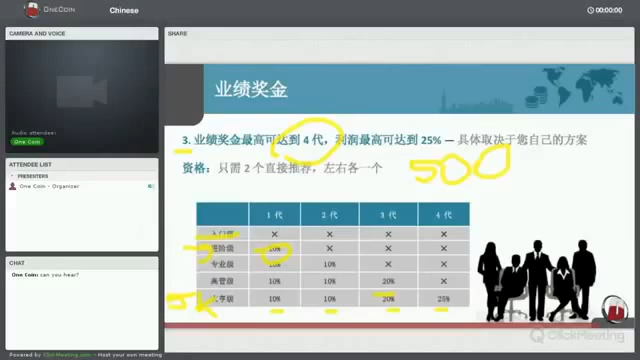 ONECOIN
Chinese
00:00:00
CAMERA AND VOICE
SHARE
Audio attendee:
One Coin
ATTENDEE LIST
PRESENTERS
One Coin - Organizer
CHAT
One Coin: can you hear?
业绩奖金
3. 业绩奖金最高可达到 4 代，利润最高可达到 25% — 具体取决于您自己的方案
资格：只需 2 个直接推荐，左右各一个
500
1 代 2 代 3 代 4 代
入门级 × × × ×
进阶级 10% × × ×
专业级 10% 10% × ×
高管级 10% 10% 20% ×
大亨级 10% 10% 20% 25%
5k
ClickMeeting
Powered by ClickMeeting.com - Host your own meeting